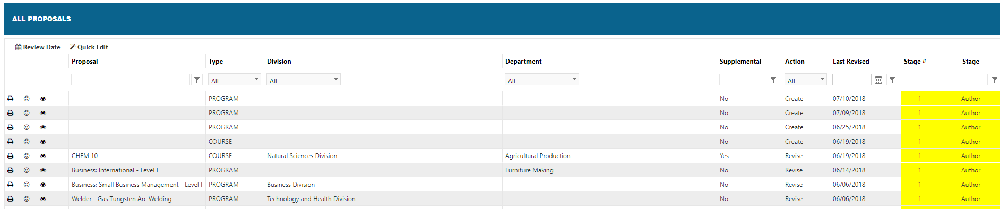 ALL PROPOSALS
Review Date Quick Edit
Proposal Type Division Department Supplemental Action Last Revised Stage # Stage
All All All All
PROGRAM No Create 07/10/2018 1 Author
PROGRAM No Create 07/09/2018 1 Author
PROGRAM No Create 06/25/2018 1 Author
COURSE No Create 06/19/2018 1 Author
CHEM 10 COURSE Natural Sciences Division Agricultural Production Yes Revise 06/19/2018 1 Author
Business: International - Level I PROGRAM Furniture Making No Revise 06/14/2018 1 Author
Business: Small Business Management - Level I PROGRAM Business Division No Revise 06/06/2018 1 Author
Welder - Gas Tungsten Arc Welding PROGRAM Technology and Health Division No Revise 06/06/2018 1 Author